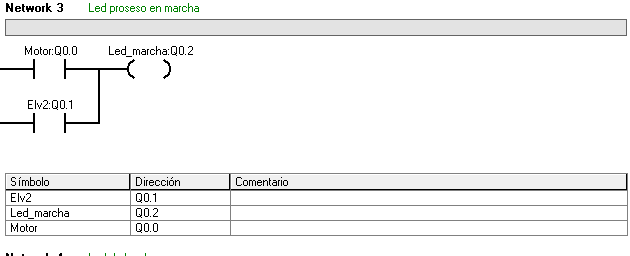 Network 3 Led proseso en marcha
Motor:Q0.0 Led_marcha:Q0.2
Elv2:Q0.1
Símbolo Dirección Comentario
Elv2 Q0.1
Led_marcha Q0.2
Motor Q0.0